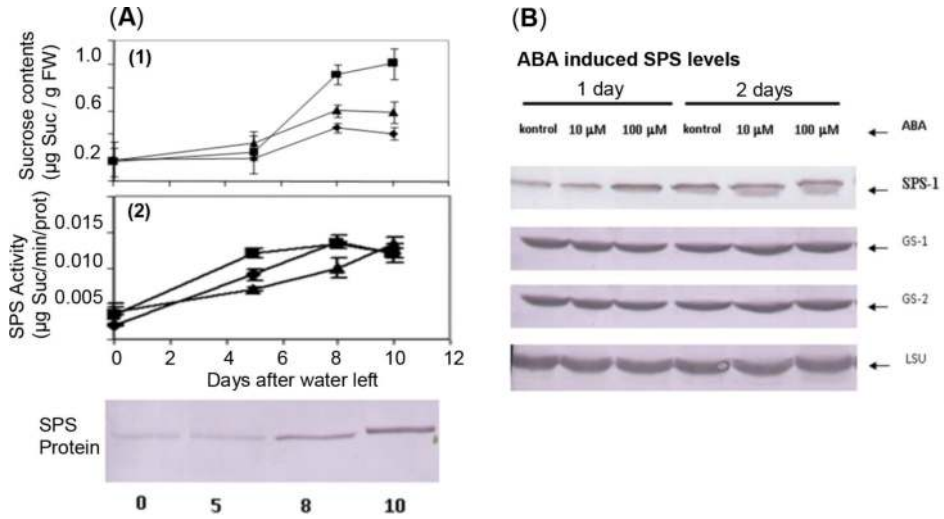 (A)
(1)
Sucrose contents
(µg Suc / g FW)
1.0
0.6
0.2
(2)
SPS Activity
(µg Suc/min/prot)
0.015
0.010
0.005
0 2 4 6 8 10 12
Days after water left
SPS
Protein
0 5 8 10
(B)
ABA induced SPS levels
1 day 2 days
kontrol 10 µM 100 µM kontrol 10 µM 100 µM ABA
SPS-1
GS-1
GS-2
LSU